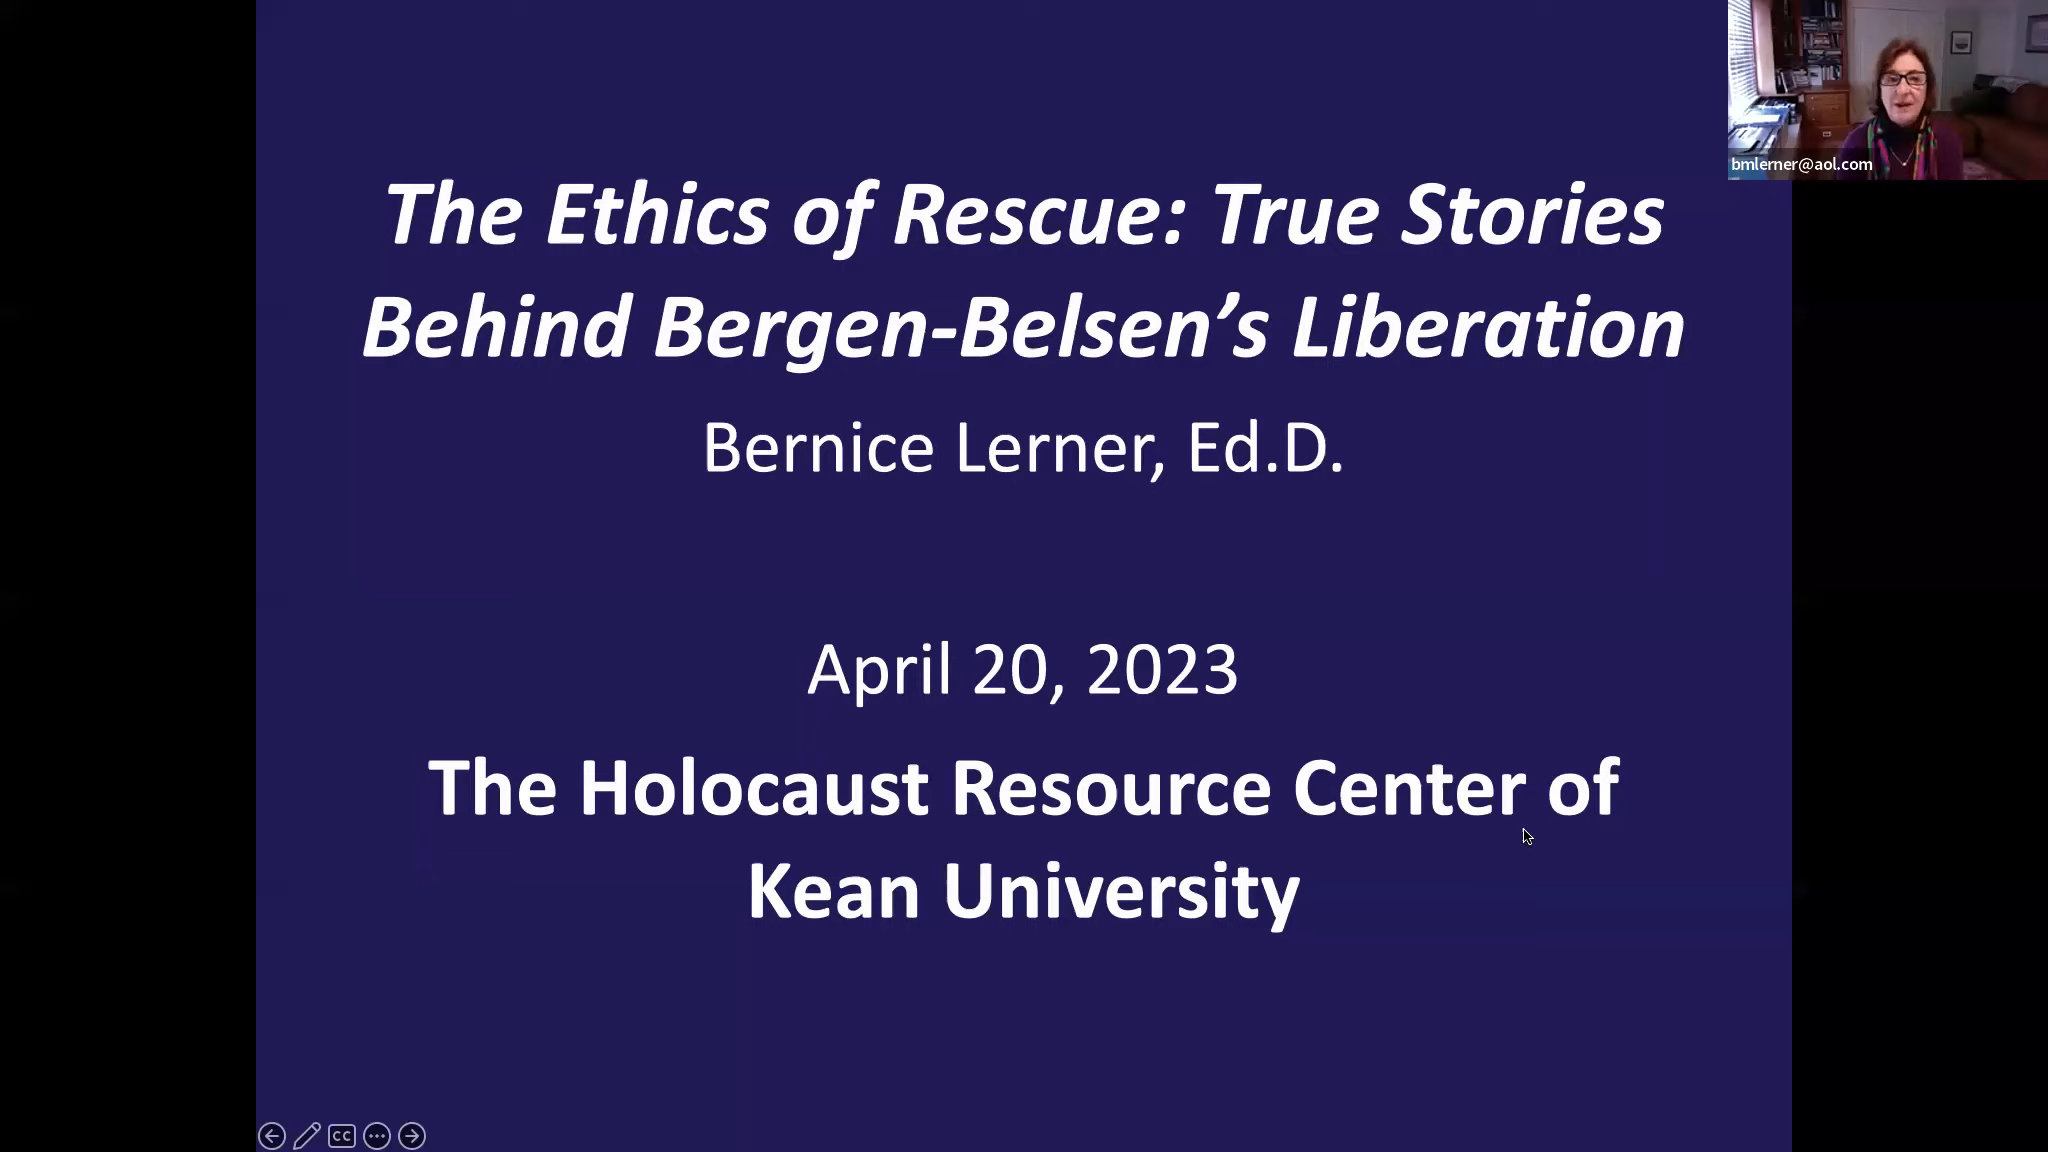 bmlerner@aol.com
The Ethics of Rescue: True Stories
Behind Bergen-Belsen’s Liberation
Bernice Lerner, Ed.D.
April 20, 2023
The Holocaust Resource Center of
Kean University
CC